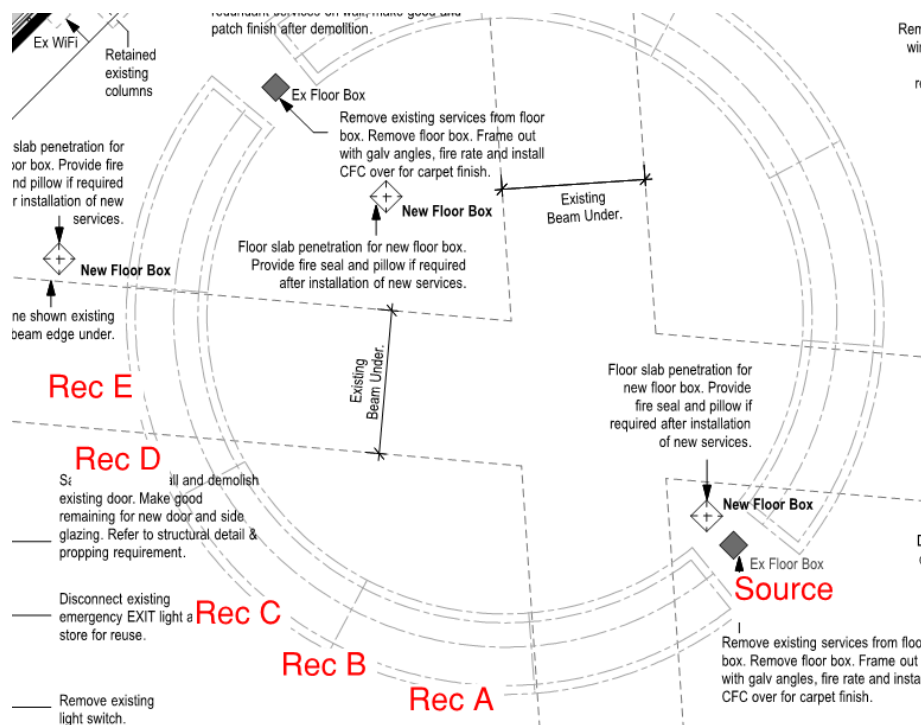 redundant services on wall, make good and
patch finish after demolition.
Ex WiFi
Retained
existing
columns
Ex Floor Box
Remove existing services from floor
box. Remove floor box. Frame out
with galv angles, fire rate and install
CFC over for carpet finish.
slab penetration for
box. Provide fire
pillow if required
installation of new
services.
New Floor Box
New Floor Box
Existing
Beam Under.
Floor slab penetration for new floor box.
Provide fire seal and pillow if required
after installation of new services.
shown existing
beam edge under.
Existing
Beam Under.
Rec E
Floor slab penetration for
new floor box. Provide
fire seal and pillow if
required after installation
of new services.
Rec D
and demolish
existing door. Make good
remaining for new door and side
glazing. Refer to structural detail &
propping requirement.
New Floor Box
Ex Floor Box
Source
Disconnect existing
emergency EXIT light
store for reuse.
Rec C
Rec B
Rec A
Remove existing services from
box. Remove floor box. Frame out
with galv angles, fire rate and
CFC over for carpet finish.
Remove existing
light switch.